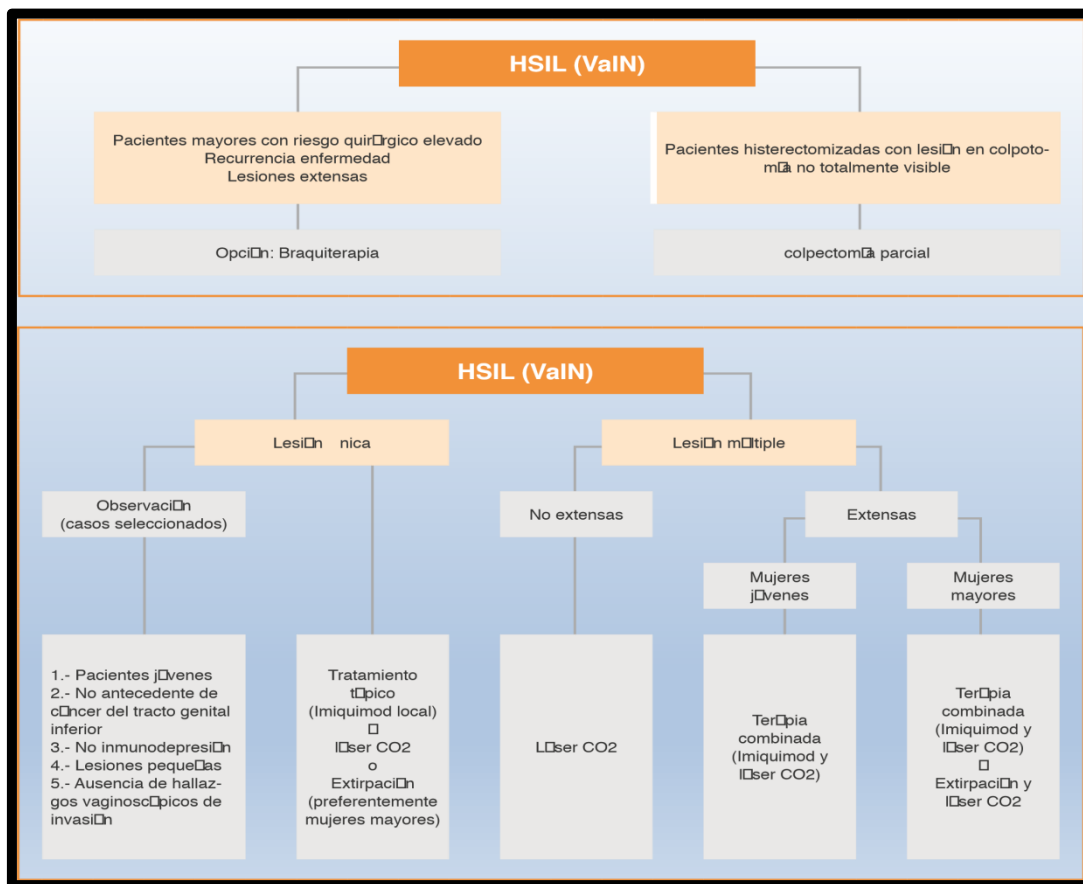 HSIL (VaIN)
Pacientes mayores con riesgo quir□rgico elevado
Recurrencia enfermedad
Lesiones extensas
Pacientes histerectomizadas con lesi□n en colpoto-
m□a no totalmente visible
Opci□n: Braquiterapia
colpectom□a parcial
HSIL (VaIN)
Lesi□n nica
Lesi□n m□ltiple
Observaci□n
(casos seleccionados)
No extensas
Extensas
Mujeres
j□venes
Mujeres
mayores
1.- Pacientes j□venes
2.- No antecedente de
c□ncer del tracto genital
inferior
3.- No inmunodepresi□n
4.- Lesiones peque□as
5.- Ausencia de hallaz-
gos vaginosc□picos de
invasi□n
Tratamiento
t□pico
(Imiquimod local)
□
l□ser CO2
o
Extirpaci□n
(preferentemente
mujeres mayores)
L□ser CO2
Ter□pia
combinada
(Imiquimod y
l□ser CO2)
Ter□pia
combinada
(Imiquimod y
l□ser CO2)
□
Extirpaci□n y
l□ser CO2